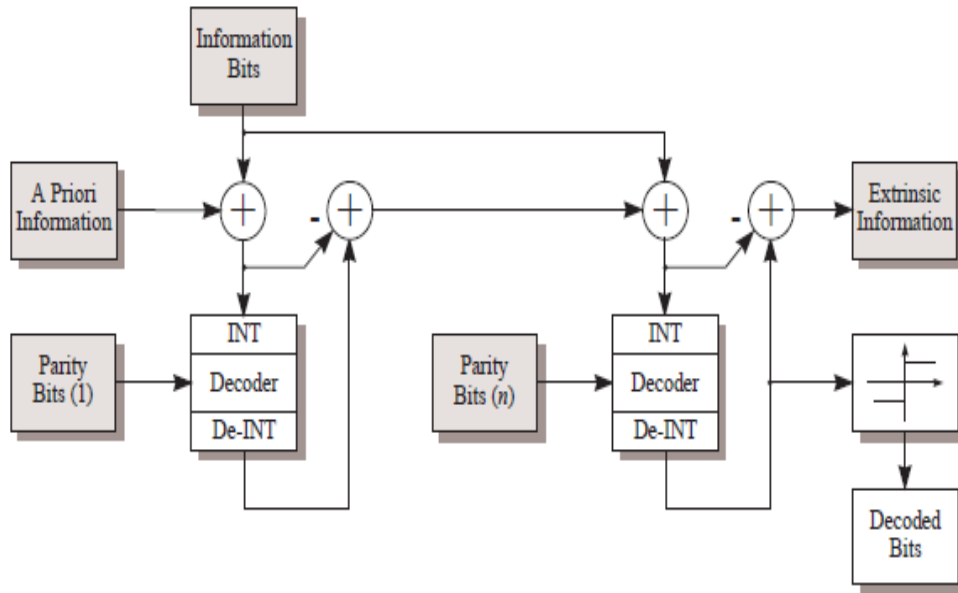 Information
Bits
A Priori
Information
+
-
+
+
-
+
Extrinsic
Information
Parity
Bits (1)
INT
Decoder
De-INT
Parity
Bits (n)
INT
Decoder
De-INT
Decoded
Bits